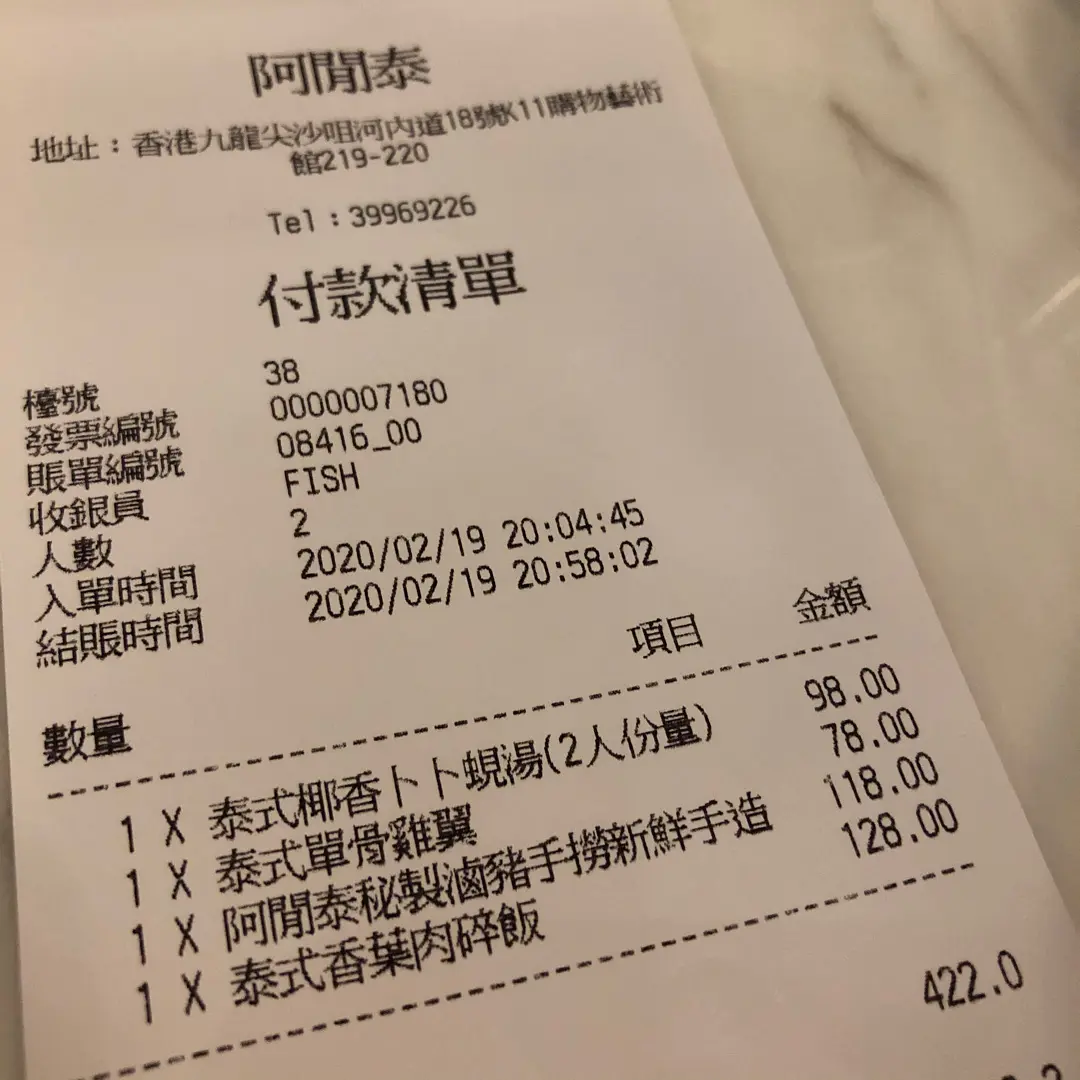 阿閒泰
地址：香港九龍尖沙咀河內道18號K11購物藝術
館219-220
Tel：39969226
付款清單
檯號 38
發票編號 0000007180
賬單編號 08416_00
收銀員 FISH
人數 2
入單時間 2020/02/19 20:04:45
結賬時間 2020/02/19 20:58:02
數量 項目 金額
1 X 泰式椰香卜卜蜆湯(2人份量) 98.00
1 X 泰式單骨雞翼 78.00
1 X 阿閒泰秘製滷豬手撈新鮮手造 118.00
1 X 泰式香葉肉碎飯 128.00
422.0